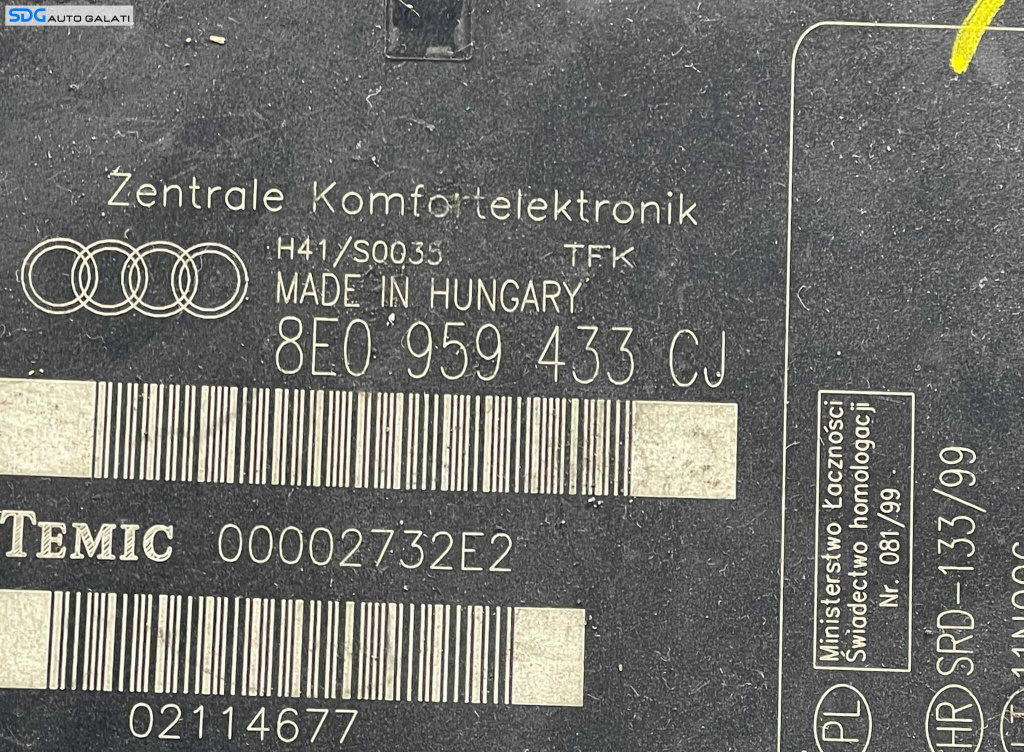 SDG AUTO GALATI
Zentrale Komfortelektronik
H41/S0035 TFK
MADE IN HUNGARY
8E0 959 433 CJ
TEMIC 00002732E2
02114677
Ministerstwo Łączności
Świadectwo homologacji
Nr. 081/99
PL
HR SRD-133/99